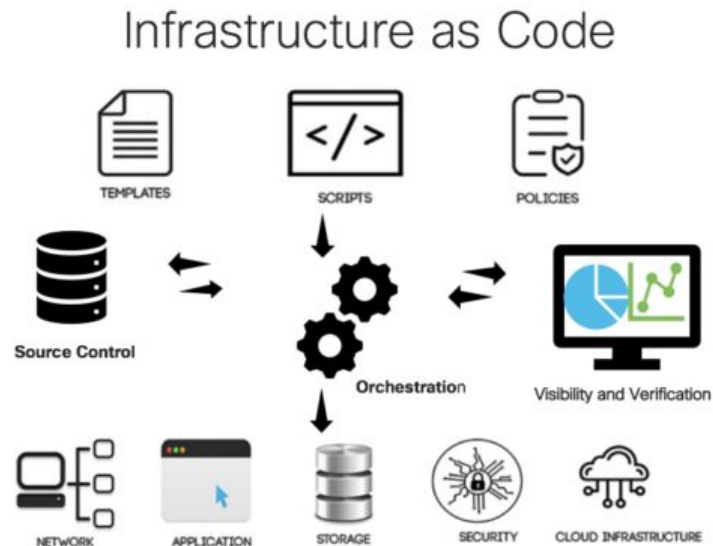 Infrastructure as Code
TEMPLATES
SCRIPTS
POLICIES
</>
Source Control
Orchestration
Visibility and Verification
NETWORK
APPLICATION
STORAGE
SECURITY
CLOUD INFRASTRUCTURE